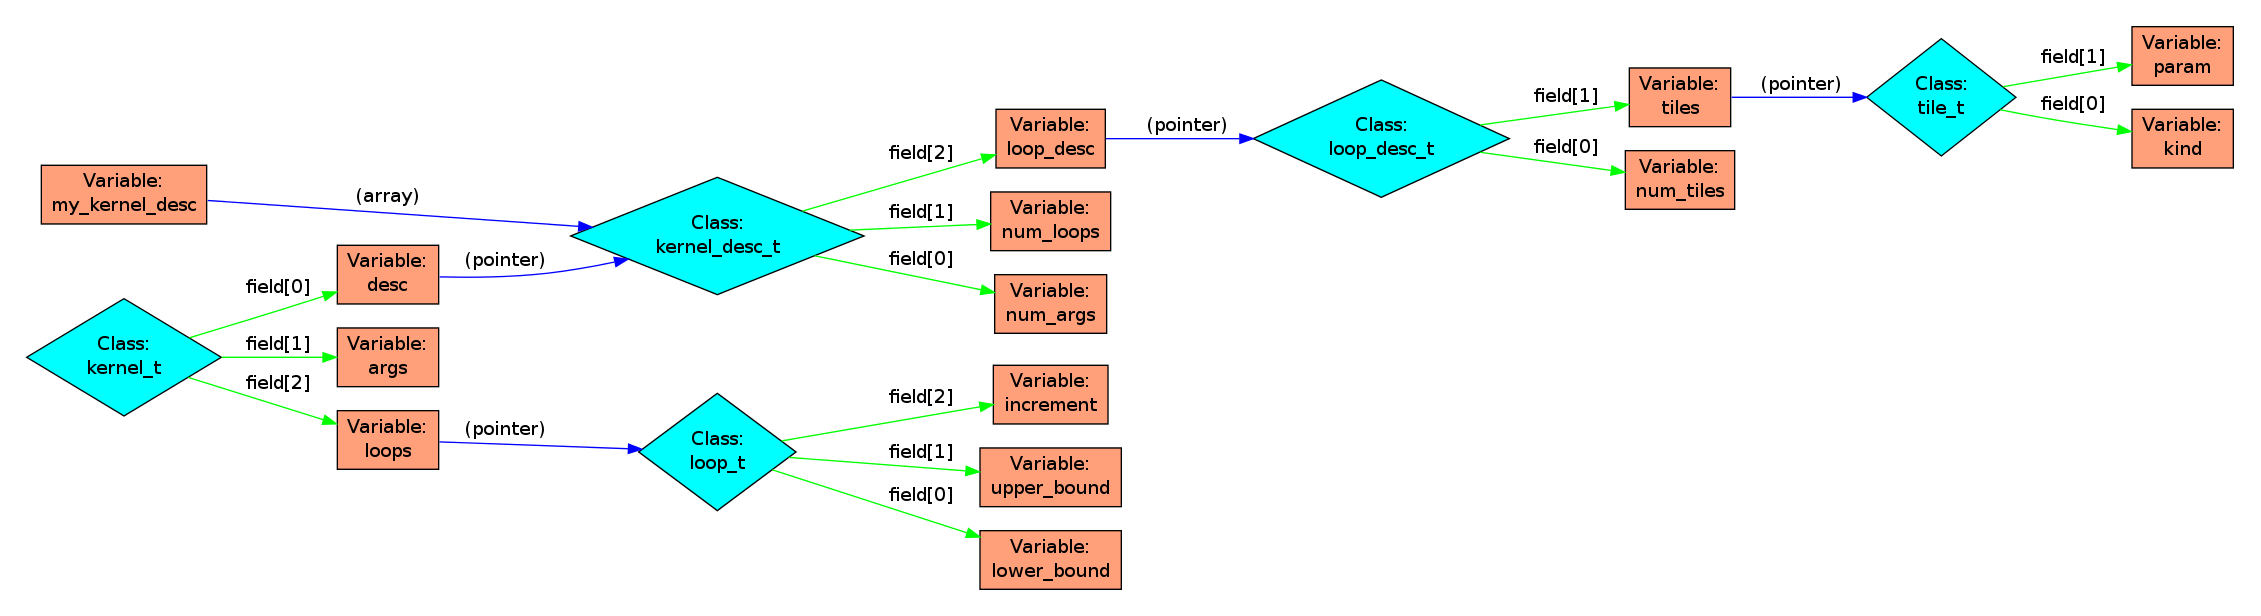 Variable:
my_kernel_desc
(array)
Class:
kernel_t
field[0]
field[1]
field[2]
Variable:
desc
Variable:
args
Variable:
loops
(pointer)
(pointer)
Class:
kernel_desc_t
Class:
loop_t
field[2]
field[1]
field[0]
field[2]
field[1]
field[0]
Variable:
loop_desc
Variable:
num_loops
Variable:
num_args
Variable:
increment
Variable:
upper_bound
Variable:
lower_bound
(pointer)
Class:
loop_desc_t
field[1]
field[0]
Variable:
tiles
Variable:
num_tiles
(pointer)
Class:
tile_t
field[1]
field[0]
Variable:
param
Variable:
kind